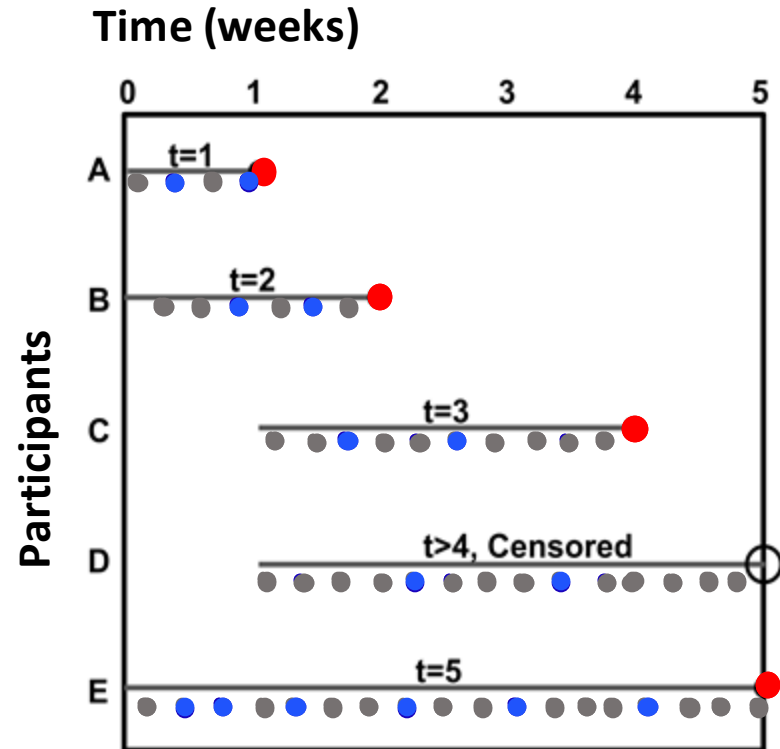 Time (weeks)
0 1 2 3 4 5
A
t=1
B
t=2
Participants
C
t=3
D
t>4, Censored
E
t=5